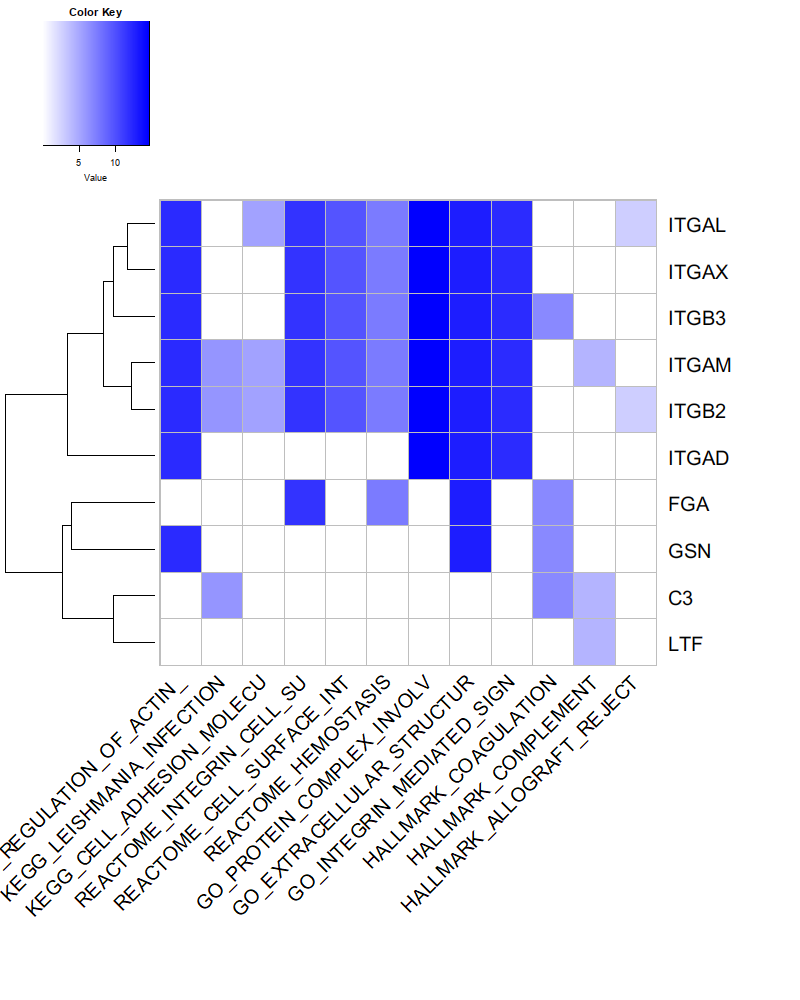 Color Key
5 10
Value
ITGAL
ITGAX
ITGB3
ITGAM
ITGB2
ITGAD
FGA
GSN
C3
LTF
_REGULATION_OF_ACTIN_
KEGG_LEISHMANIA_INFECTION
KEGG_CELL_ADHESION_MOLECU
REACTOME_INTEGRIN_CELL_SU
REACTOME_CELL_SURFACE_INT
REACTOME_HEMOSTASIS
GO_PROTEIN_COMPLEX_INVOLV
GO_EXTRACELLULAR_STRUCTUR
GO_INTEGRIN_MEDIATED_SIGN
HALLMARK_COAGULATION
HALLMARK_COMPLEMENT
HALLMARK_ALLOGRAFT_REJECT